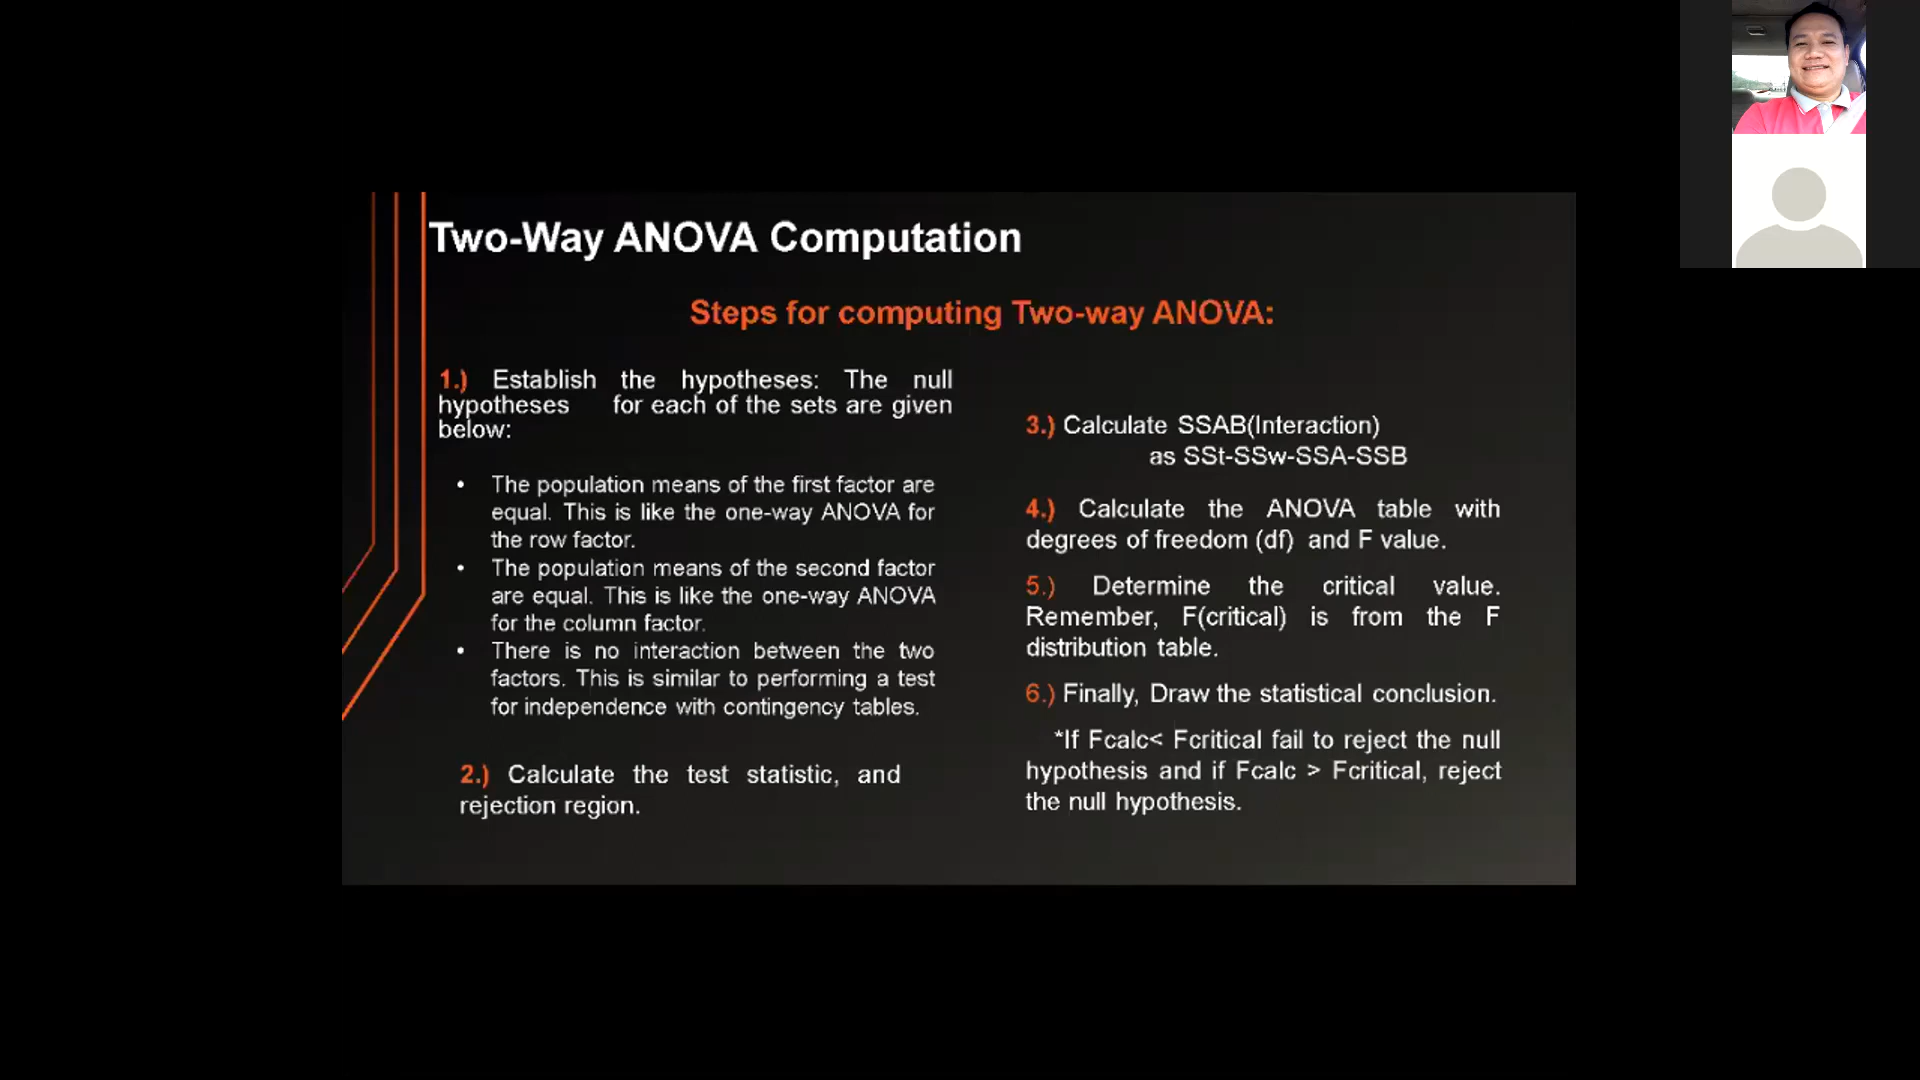 Two-Way ANOVA Computation
Steps for computing Two-way ANOVA:
1.) Establish the hypotheses: The null
hypotheses for each of the sets are given
below:
• The population means of the first factor are
equal. This is like the one-way ANOVA for
the row factor.
• The population means of the second factor
are equal. This is like the one-way ANOVA
for the column factor.
• There is no interaction between the two
factors. This is similar to performing a test
for independence with contingency tables.
2.) Calculate the test statistic, and
rejection region.
3.) Calculate SSAB(Interaction)
as SSt-SSw-SSA-SSB
4.) Calculate the ANOVA table with
degrees of freedom (df) and F value.
5.) Determine the critical value.
Remember, F(critical) is from the F
distribution table.
6.) Finally, Draw the statistical conclusion.
*If Fcalc< Fcritical fail to reject the null
hypothesis and if Fcalc > Fcritical, reject
the null hypothesis.